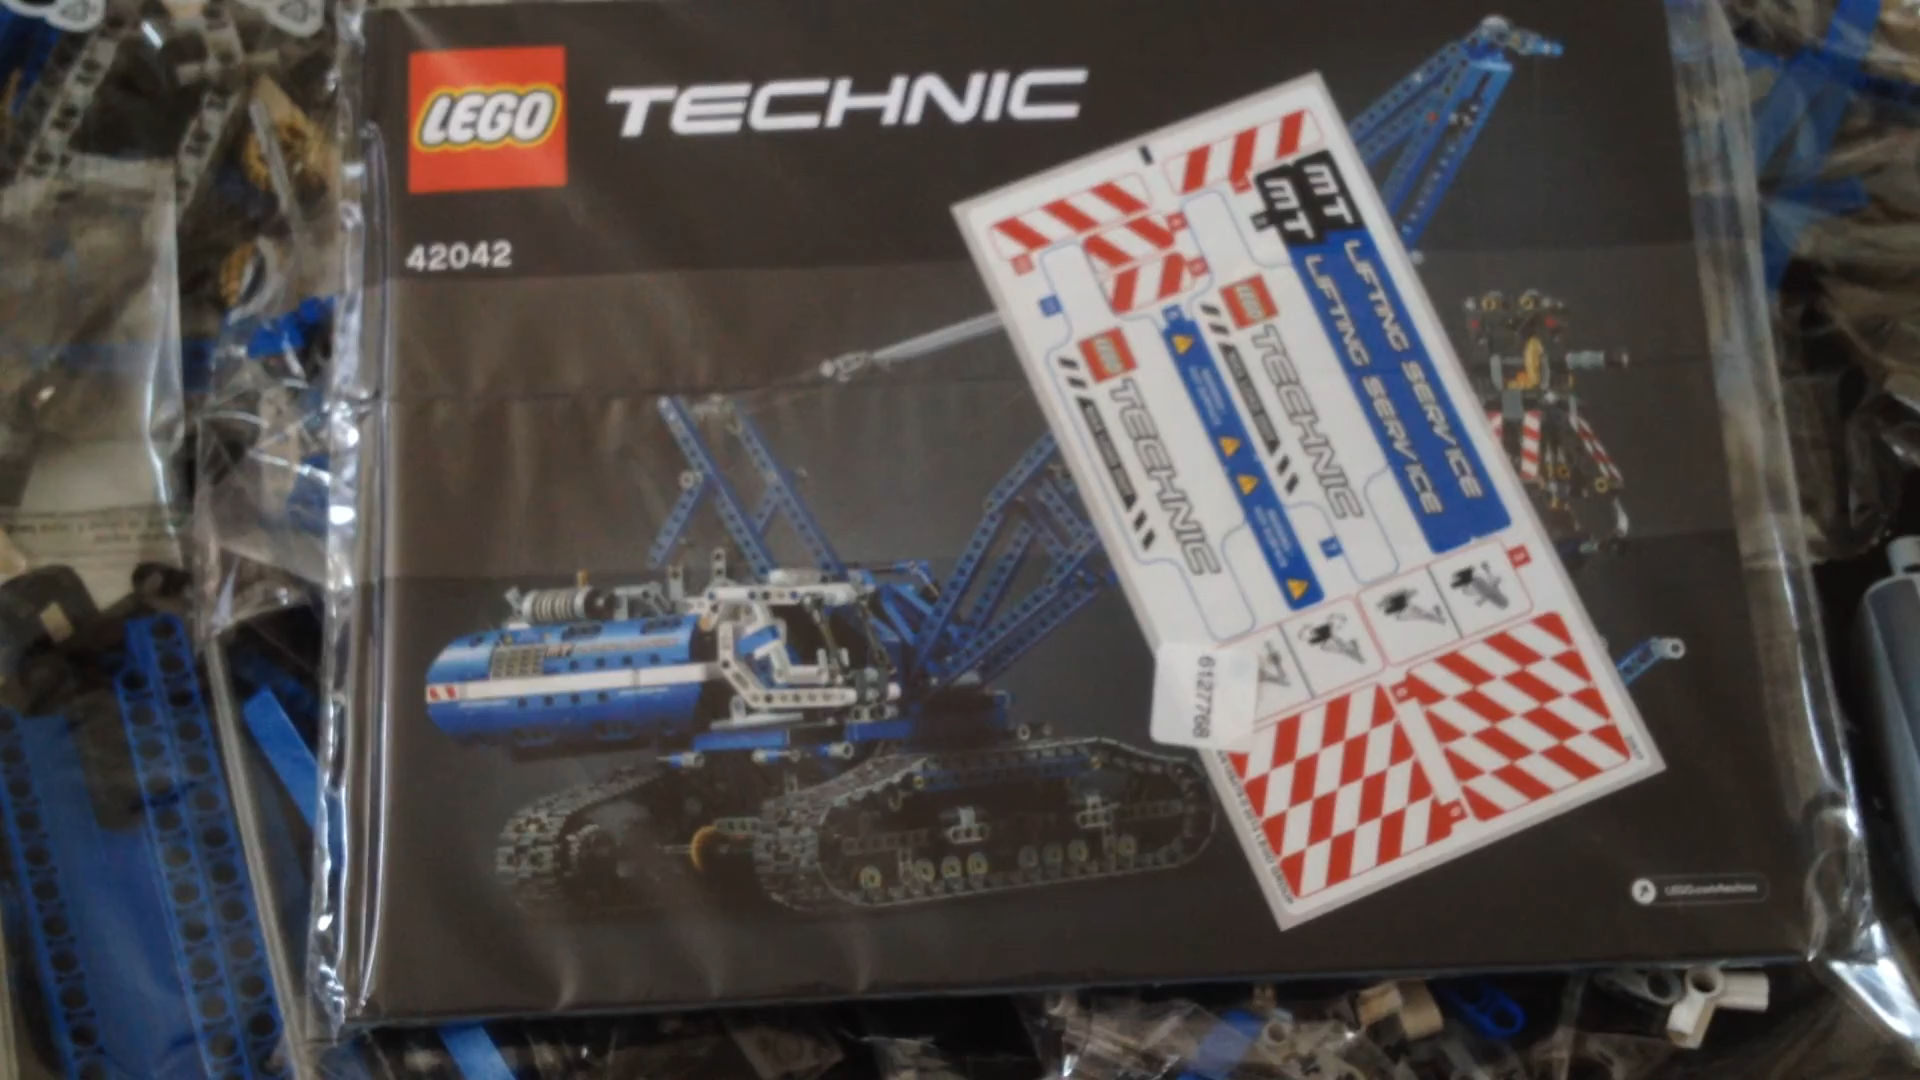 LEGO TECHNIC
42042
MT
MT
LIFTING SERVICE
LIFTING SERVICE
LEGO
TECHNIC
LEGO
TECHNIC
6127768
LEGO.com/technic